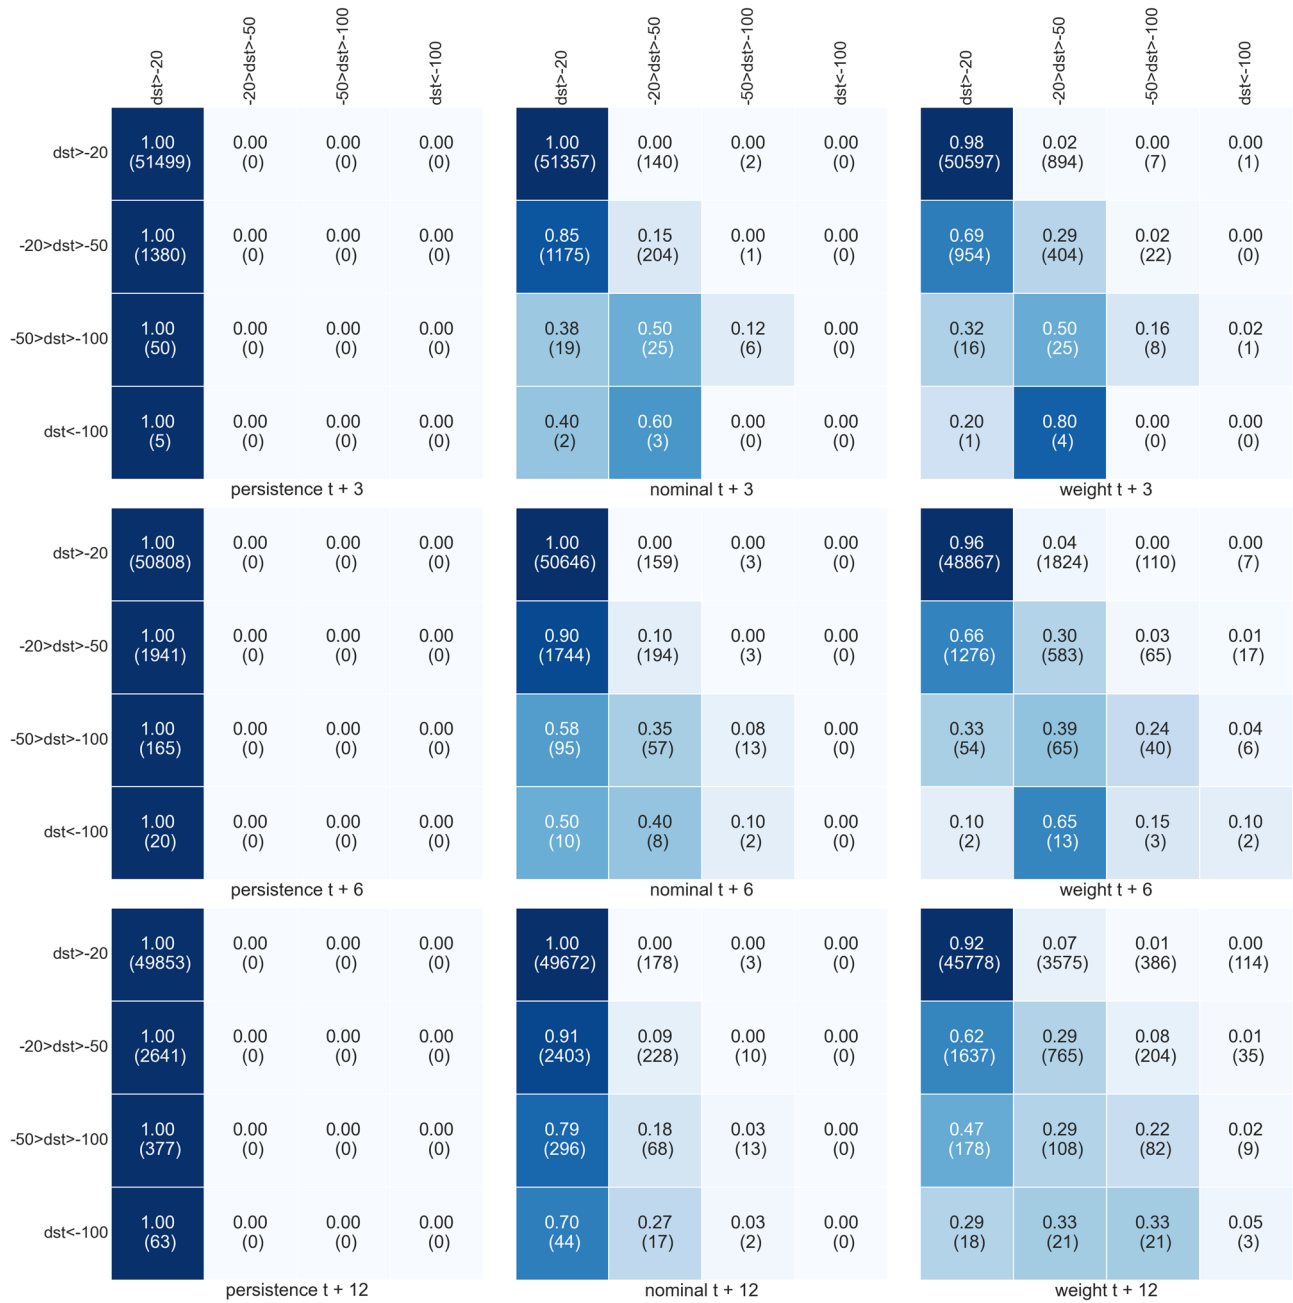 dst>-20 -20>dst>-50 -50>dst>-100 dst<-100 dst>-20 -20>dst>-50 -50>dst>-100 dst<-100 dst>-20 -20>dst>-50 -50>dst>-100 dst<-100
dst>-20 1.00 0.00 0.00 0.00 1.00 0.00 0.00 0.00 0.98 0.02 0.00 0.00
(51499) (0) (0) (0) (51357) (140) (2) (0) (50597) (894) (7) (1)
-20>dst>-50 1.00 0.00 0.00 0.00 0.85 0.15 0.00 0.00 0.69 0.29 0.02 0.00
(1380) (0) (0) (0) (1175) (204) (1) (0) (954) (404) (22) (0)
-50>dst>-100 1.00 0.00 0.00 0.00 0.38 0.50 0.12 0.00 0.32 0.50 0.16 0.02
(50) (0) (0) (0) (19) (25) (6) (0) (16) (25) (8) (1)
dst<-100 1.00 0.00 0.00 0.00 0.40 0.60 0.00 0.00 0.20 0.80 0.00 0.00
(5) (0) (0) (0) (2) (3) (0) (0) (1) (4) (0) (0)
persistence t + 3 nominal t + 3 weight t + 3
dst>-20 1.00 0.00 0.00 0.00 1.00 0.00 0.00 0.00 0.96 0.04 0.00 0.00
(50808) (0) (0) (0) (50646) (159) (3) (0) (48867) (1824) (110) (7)
-20>dst>-50 1.00 0.00 0.00 0.00 0.90 0.10 0.00 0.00 0.66 0.30 0.03 0.01
(1941) (0) (0) (0) (1744) (194) (3) (0) (1276) (583) (65) (17)
-50>dst>-100 1.00 0.00 0.00 0.00 0.58 0.35 0.08 0.00 0.33 0.39 0.24 0.04
(165) (0) (0) (0) (95) (57) (13) (0) (54) (65) (40) (6)
dst<-100 1.00 0.00 0.00 0.00 0.50 0.40 0.10 0.00 0.10 0.65 0.15 0.10
(20) (0) (0) (0) (10) (8) (2) (0) (2) (13) (3) (2)
persistence t + 6 nominal t + 6 weight t + 6
dst>-20 1.00 0.00 0.00 0.00 1.00 0.00 0.00 0.00 0.92 0.07 0.01 0.00
(49853) (0) (0) (0) (49672) (178) (3) (0) (45778) (3575) (386) (114)
-20>dst>-50 1.00 0.00 0.00 0.00 0.91 0.09 0.00 0.00 0.62 0.29 0.08 0.01
(2641) (0) (0) (0) (2403) (228) (10) (0) (1637) (765) (204) (35)
-50>dst>-100 1.00 0.00 0.00 0.00 0.79 0.18 0.03 0.00 0.47 0.29 0.22 0.02
(377) (0) (0) (0) (296) (68) (13) (0) (178) (108) (82) (9)
dst<-100 1.00 0.00 0.00 0.00 0.70 0.27 0.03 0.00 0.29 0.33 0.33 0.05
(63) (0) (0) (0) (44) (17) (2) (0) (18) (21) (21) (3)
persistence t + 12 nominal t + 12 weight t + 12